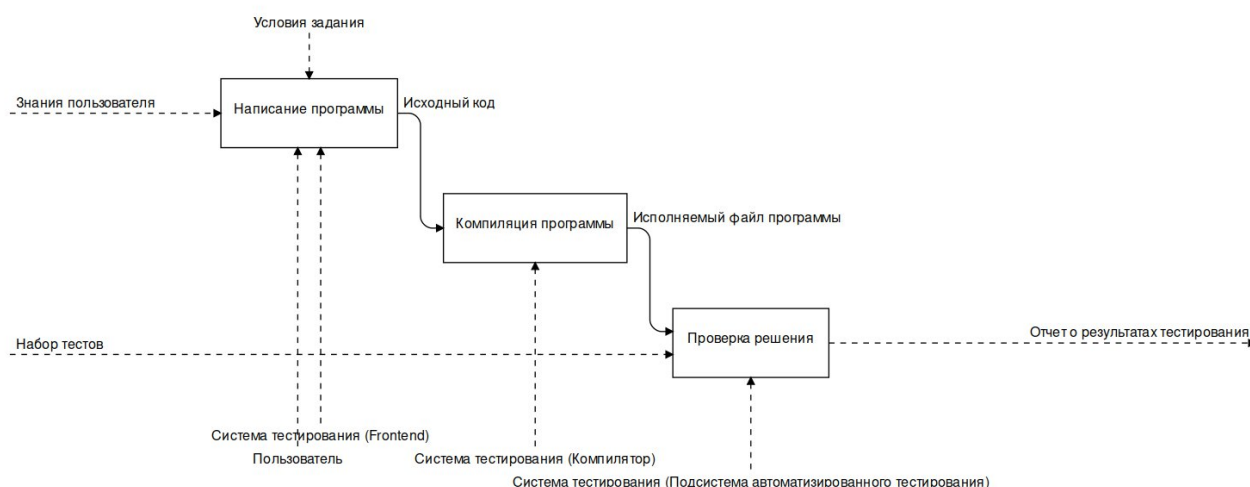 Условия задания
Знания пользователя
Написание программы
Исходный код
Компиляция программы
Исполняемый файл программы
Набор тестов
Проверка решения
Отчет о результатах тестирования
Система тестирования (Frontend)
Пользователь
Система тестирования (Компилятор)
Система тестирования (Подсистема автоматизированного тестирования)